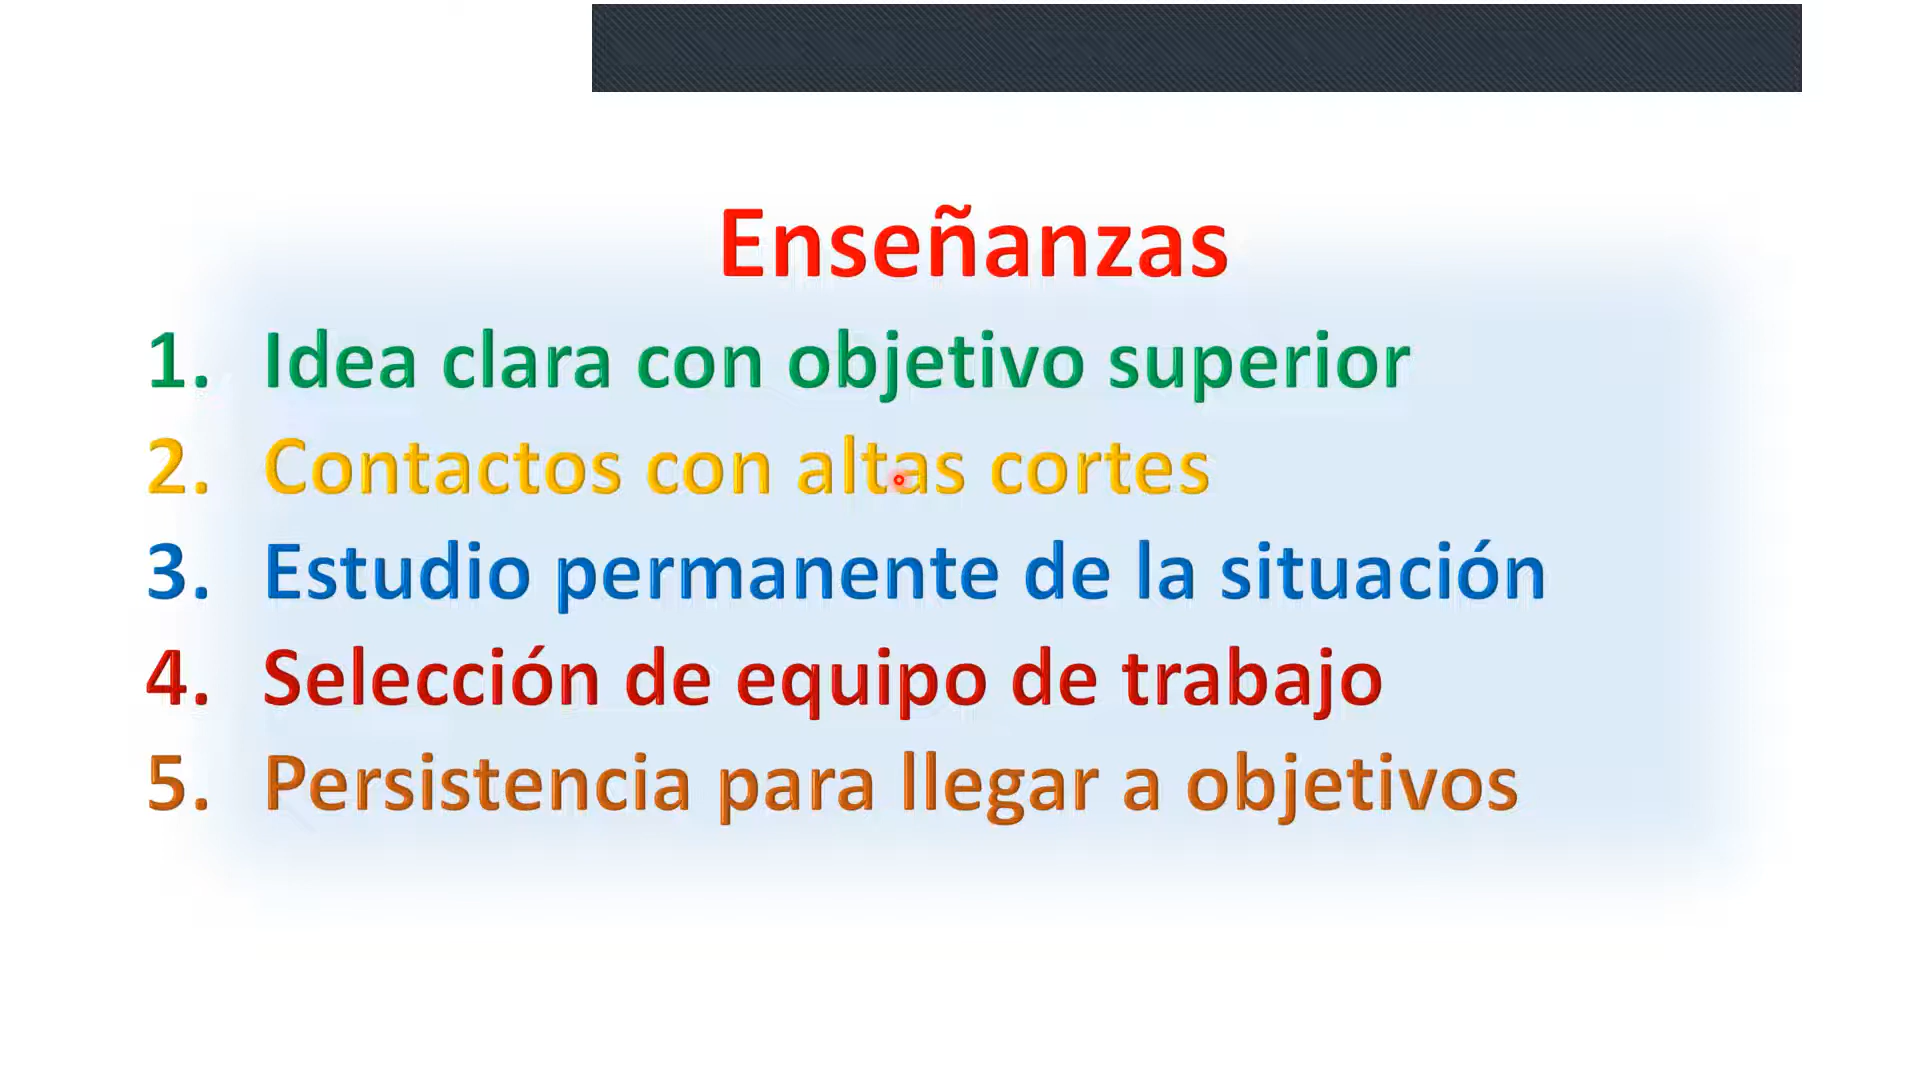 Enseñanzas
1. Idea clara con objetivo superior
2. Contactos con altas cortes
3. Estudio permanente de la situación
4. Selección de equipo de trabajo
5. Persistencia para llegar a objetivos